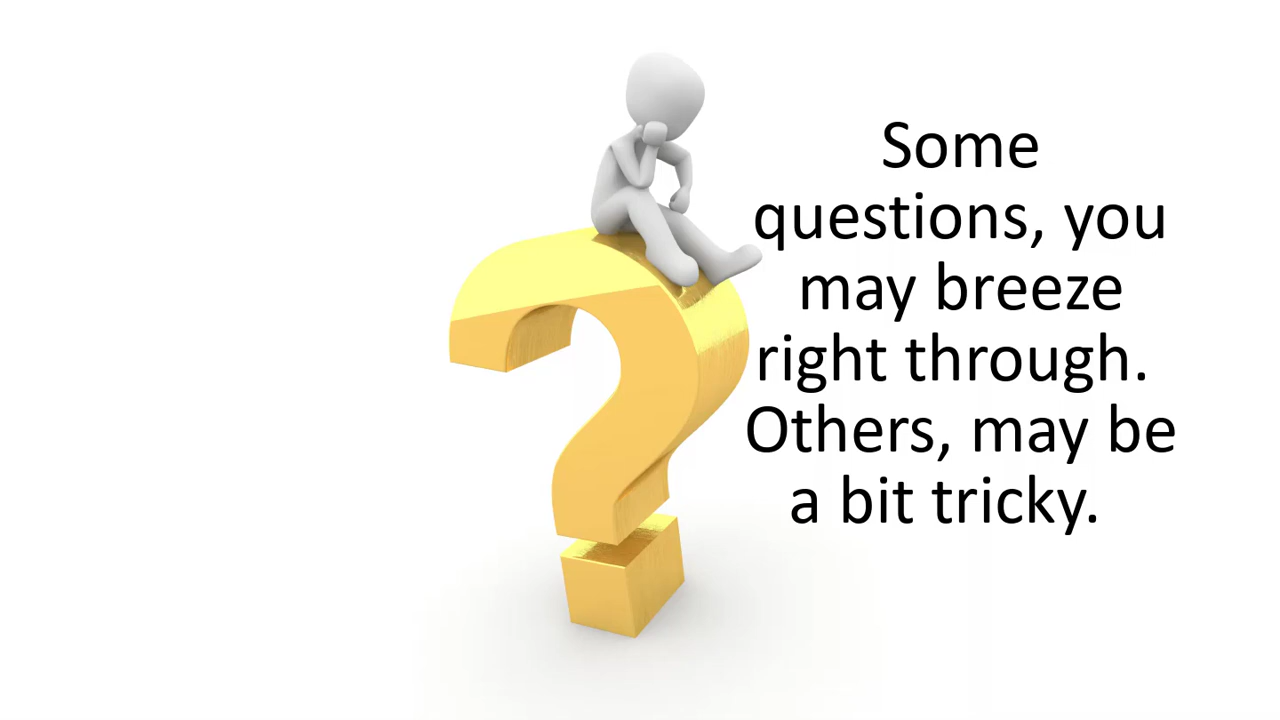 Some
questions, you
may breeze
right through.
Others, may be
a bit tricky.